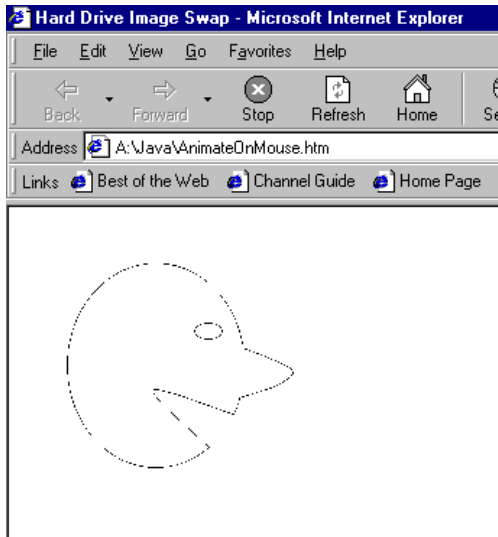 Hard Drive Image Swap - Microsoft Internet Explorer
File Edit View Go Favorites Help
Back Forward Stop Refresh Home
Address A:\Java\AnimateOnMouse.htm
Links Best of the Web Channel Guide Home Page